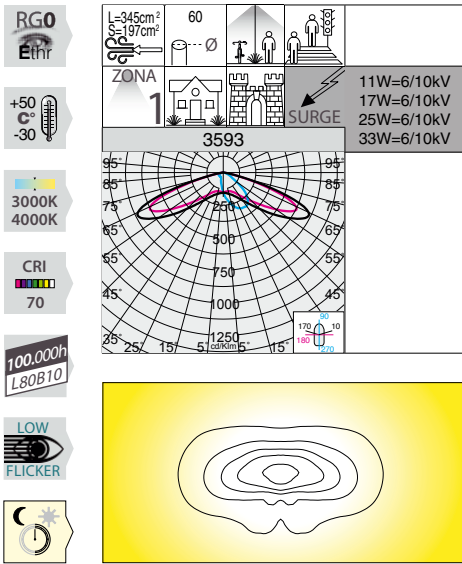 RG0
Ethr
+50
C°
-30
3000K
4000K
CRI
70
100.000h
L80B10
LOW
FLICKER
L=345cm²
S=197cm²
60
Ø
ZONA
1
SURGE
11W=6/10kV
17W=6/10kV
25W=6/10kV
33W=6/10kV
3593
95° 95°
85° 85°
75° 75°
65° 65°
55° 55°
45° 45°
35° 25° 15° 5° 5° 15°
250
500
750
1000
1250
cd/Klm
90
170 10
180
270